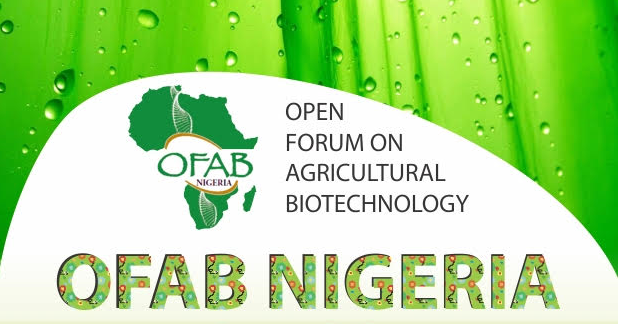 OFAB
NIGERIA
OPEN
FORUM ON
AGRICULTURAL
BIOTECHNOLOGY
OFAB NIGERIA